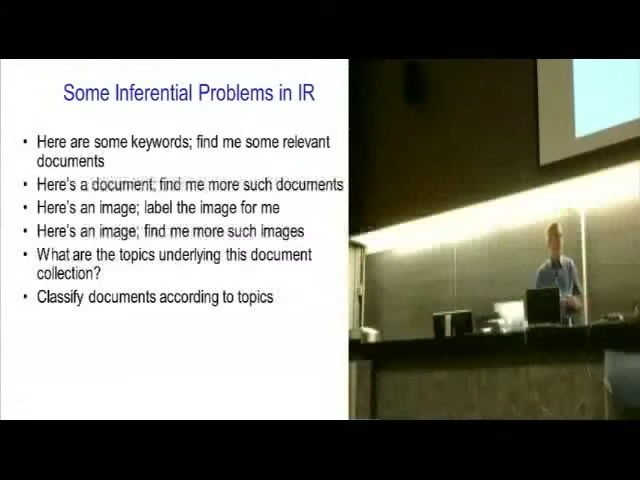 Some Inferential Problems in IR
• Here are some keywords; find me some relevant
documents
• Here's a document; find me more such documents
• Here's an image; label the image for me
• Here's an image; find me more such images
• What are the topics underlying this document
collection?
• Classify documents according to topics